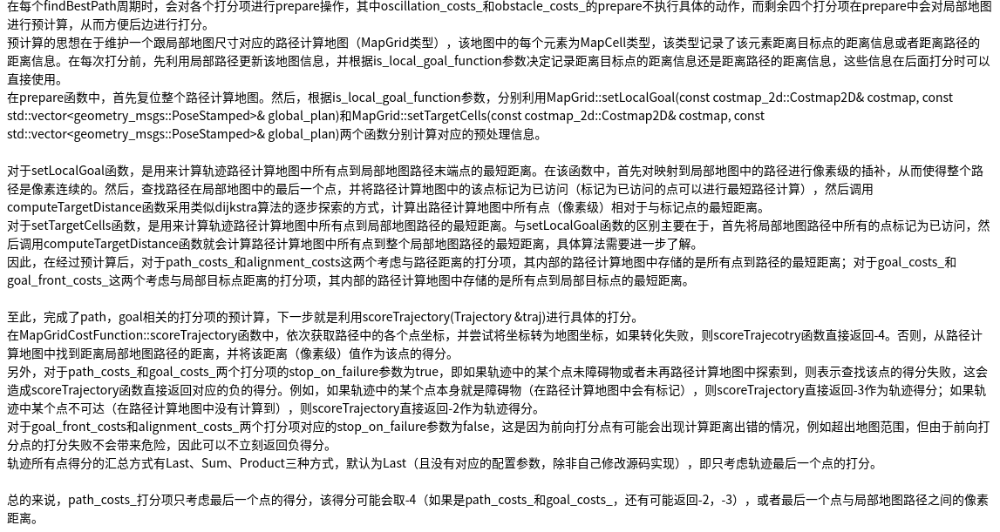 在每个findBestPath周期时，会对各个打分项进行prepare操作，其中oscillation_costs_和obstacle_costs_的prepare不执行具体的动作，而剩余四个打分项在prepare中会对局部地图
进行预计算，从而方便后边进行打分。
预计算的思想在于维护一个跟局部地图尺寸对应的路径计算地图（MapGrid类型），该地图中的每个元素为MapCell类型，该类型记录了该元素距离目标点的距离信息或者距离路径的
距离信息。在每次打分前，先利用局部路径更新该地图信息，并根据is_local_goal_function参数决定记录距离目标点的距离信息还是距离路径的距离信息，这些信息在后面打分时可以
直接使用。
在prepare函数中，首先复位整个路径计算地图。然后，根据is_local_goal_function参数，分别利用MapGrid::setLocalGoal(const costmap_2d::Costmap2D& costmap, const
std::vector<geometry_msgs::PoseStamped>& global_plan)和MapGrid::setTargetCells(const costmap_2d::Costmap2D& costmap, const
std::vector<geometry_msgs::PoseStamped>& global_plan)两个函数分别计算对应的预处理信息。
对于setLocalGoal函数，是用来计算轨迹路径计算地图中所有点到局部地图路径末端点的最短距离。在该函数中，首先对映射到局部地图中的路径进行像素级的插补，从而使得整个路
径是像素连续的。然后，查找路径在局部地图中的最后一个点，并将路径计算地图中的该点标记为已访问（标记为已访问的点可以进行最短路径计算），然后调用
computeTargetDistance函数采用类似dijkstra算法的逐步探索的方式，计算出路径计算地图中所有点（像素级）相对于与标记点的最短距离。
对于setTargetCells函数，是用来计算轨迹路径计算地图中所有点到局部地图路径的最短距离。与setLocalGoal函数的区别主要在于，首先将局部地图路径中所有的点标记为已访问，然
后调用computeTargetDistance函数就会计算路径计算地图中所有点到整个局部地图路径的最短距离，具体算法需要进一步了解。
因此，在经过预计算后，对于path_costs_和alignment_costs这两个考虑与路径距离的打分项，其内部的路径计算地图中存储的是所有点到路径的最短距离；对于goal_costs_和
goal_front_costs_这两个考虑与局部目标点距离的打分项，其内部的路径计算地图中存储的是所有点到局部目标点的最短距离。
至此，完成了path，goal相关的打分项的预计算，下一步就是利用scoreTrajectory(Trajectory &traj)进行具体的打分。
在MapGridCostFunction::scoreTrajectory函数中，依次获取路径中的各个点坐标，并尝试将坐标转为地图坐标，如果转化失败，则scoreTrajecotry函数直接返回-4。否则，从路径计
算地图中找到距离局部地图路径的距离，并将该距离（像素级）值作为该点的得分。
另外，对于path_costs_和goal_costs_两个打分项的stop_on_failure参数为true，即如果轨迹中的某个点未障碍物或者未再路径计算地图中探索到，则表示查找该点的得分失败，这会
造成scoreTrajectory函数直接返回对应的负的得分。例如，如果轨迹中的某个点本身就是障碍物（在路径计算地图中会有标记），则scoreTrajectory直接返回-3作为轨迹得分；如果轨
迹中某个点不可达（在路径计算地图中没有计算到），则scoreTrajectory直接返回-2作为轨迹得分。
对于goal_front_costs和alignment_costs_两个打分项对应的stop_on_failure参数为false，这是因为前向打分点有可能会出现计算距离出错的情况，例如超出地图范围，但由于前向打
分点的打分失败不会带来危险，因此可以不立刻返回负得分。
轨迹所有点得分的汇总方式有Last、Sum、Product三种方式，默认为Last（且没有对应的配置参数，除非自己修改源码实现），即只考虑轨迹最后一个点的打分。
总的来说，path_costs_打分项只考虑最后一个点的得分，该得分可能会取-4（如果是path_costs_和goal_costs_，还有可能返回-2，-3），或者最后一个点与局部地图路径之间的像素
距离。